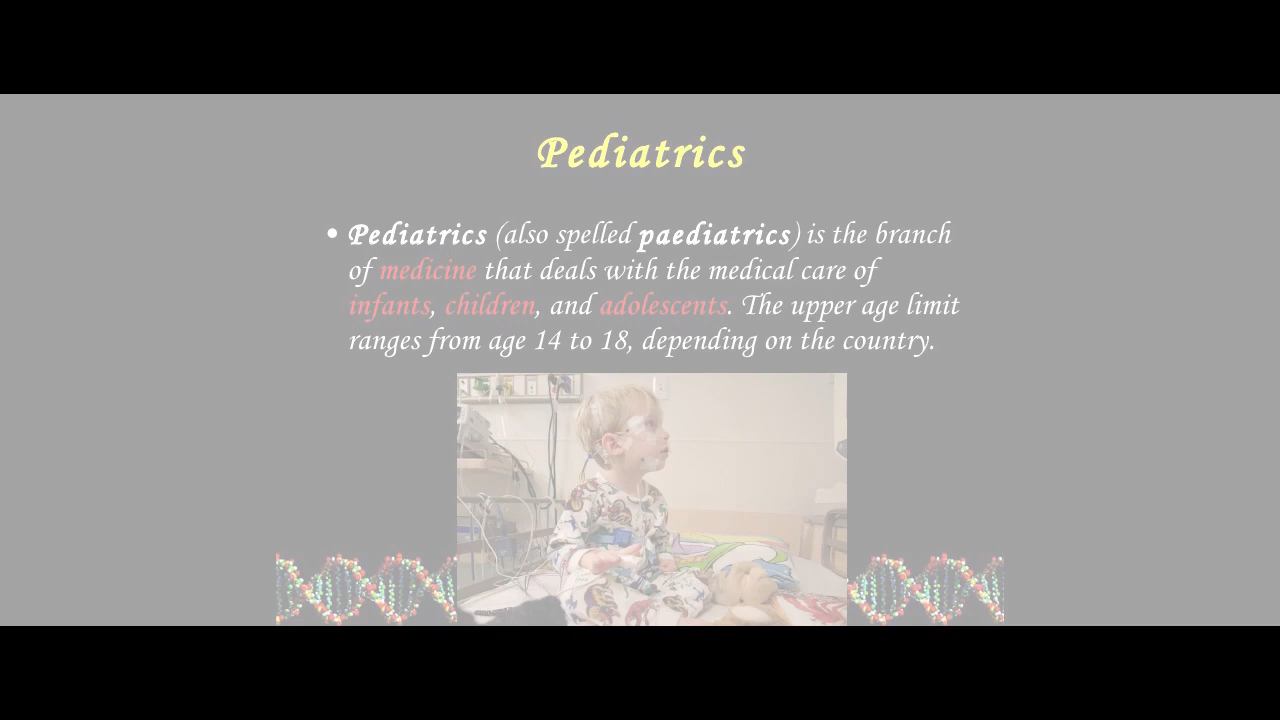 Pediatrics
• Pediatrics (also spelled paediatrics) is the branch
of medicine that deals with the medical care of
infants, children, and adolescents. The upper age limit
ranges from age 14 to 18, depending on the country.